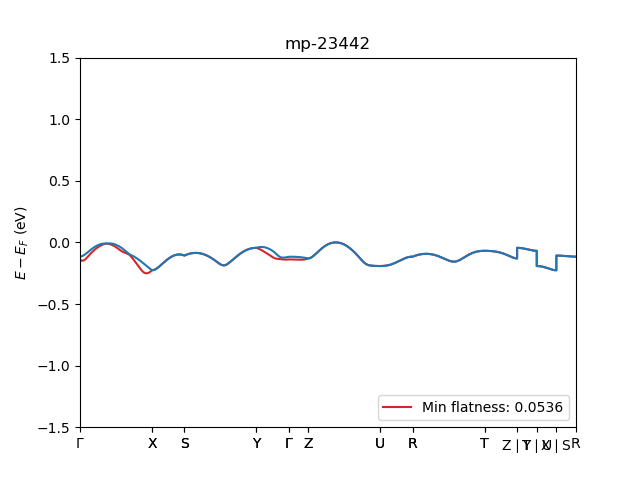 mp-23442
1.5
1.0
0.5
0.0
−0.5
−1.0
−1.5
E − E_F (eV)
Min flatness: 0.0536
Γ X S Y Γ Z U R T Z|T Y|X U|S R